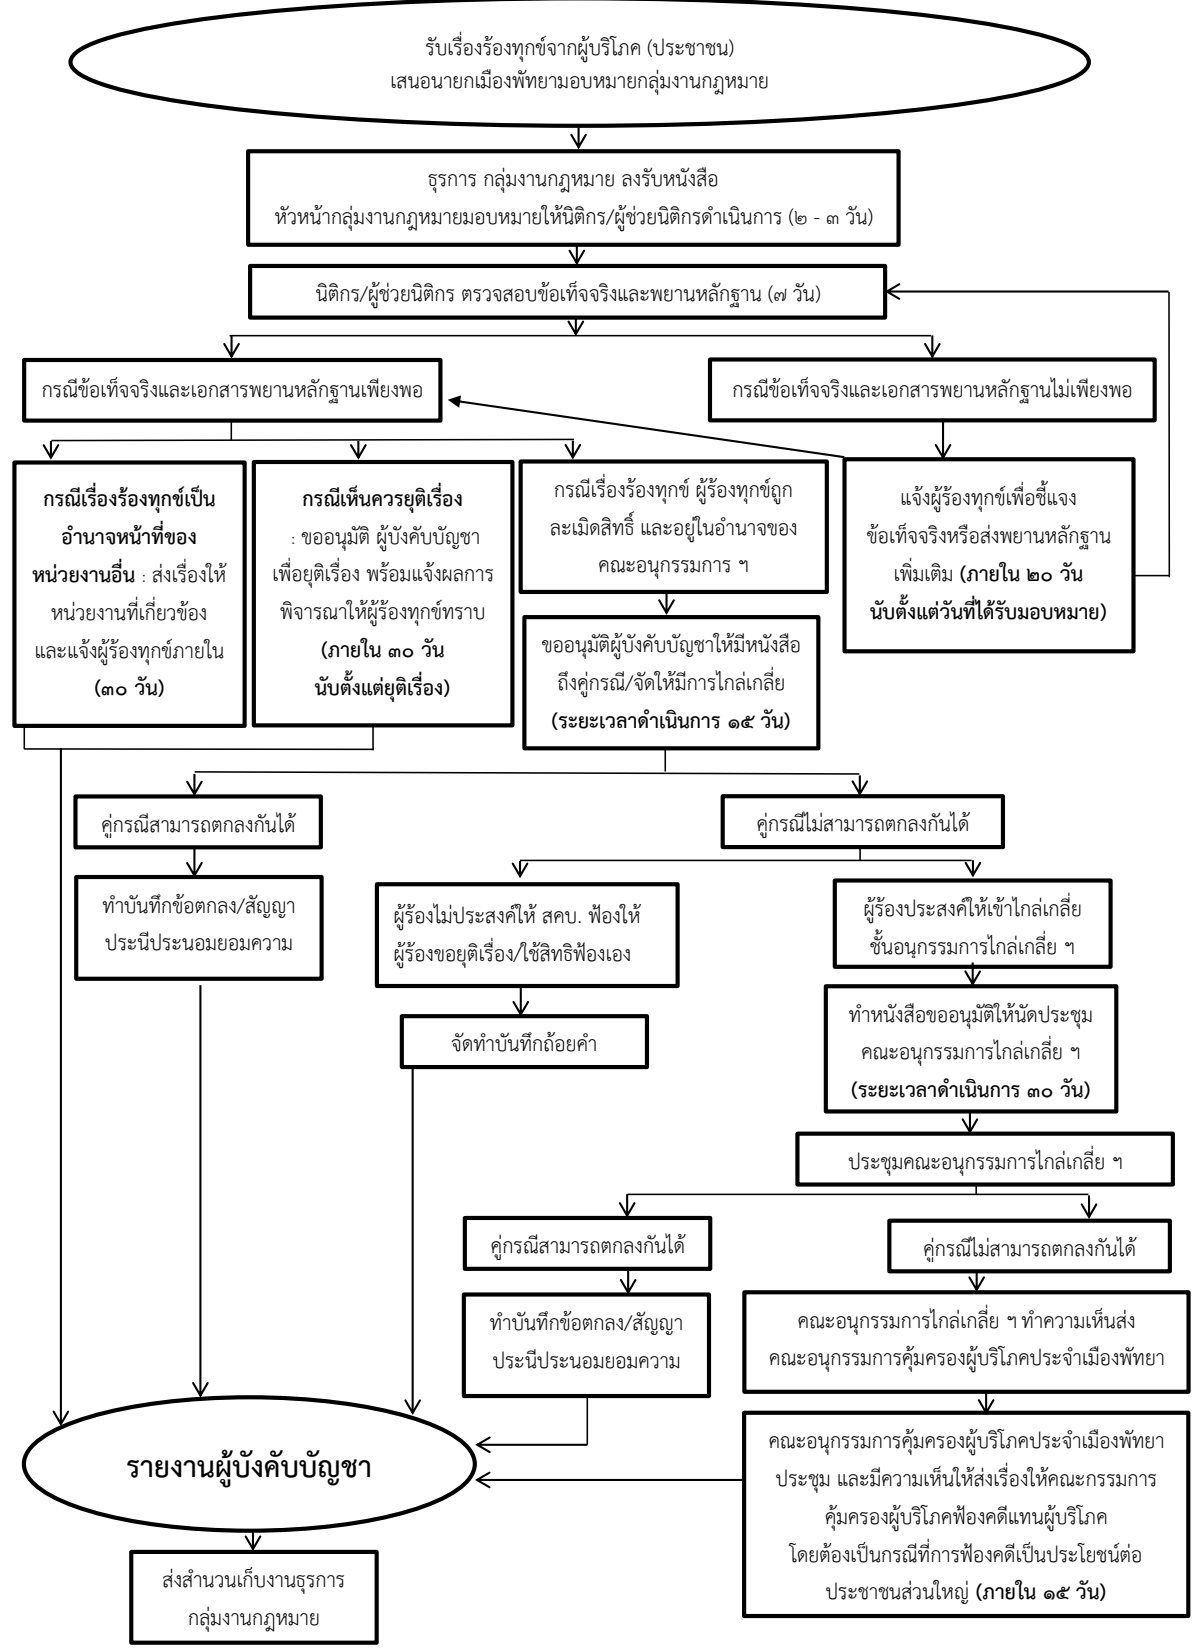 รับเรื่องร้องทุกข์จากผู้บริโภค (ประชาชน)
เสนอนายกเมืองพัทยามอบหมายกลุ่มงานกฎหมาย
ธุรการ กลุ่มงานกฎหมาย ลงรับหนังสือ
หัวหน้ากลุ่มงานกฎหมายมอบหมายให้นิติกร/ผู้ช่วยนิติกรดำเนินการ (๒ - ๓ วัน)
นิติกร/ผู้ช่วยนิติกร ตรวจสอบข้อเท็จจริงและพยานหลักฐาน (๗ วัน)
กรณีข้อเท็จจริงและเอกสารพยานหลักฐานเพียงพอ
กรณีข้อเท็จจริงและเอกสารพยานหลักฐานไม่เพียงพอ
กรณีเรื่องร้องทุกข์เป็น
อำนาจหน้าที่ของ
หน่วยงานอื่น : ส่งเรื่องให้
หน่วยงานที่เกี่ยวข้อง
และแจ้งผู้ร้องทุกข์ภายใน
(๓๐ วัน)
กรณีเห็นควรยุติเรื่อง
: ขออนุมัติ ผู้บังคับบัญชา
เพื่อยุติเรื่อง พร้อมแจ้งผลการ
พิจารณาให้ผู้ร้องทุกข์ทราบ
(ภายใน ๓๐ วัน
นับตั้งแต่ยุติเรื่อง)
กรณีเรื่องร้องทุกข์ ผู้ร้องทุกข์ถูก
ละเมิดสิทธิ์ และอยู่ในอำนาจของ
คณะอนุกรรมการ ฯ
แจ้งผู้ร้องทุกข์เพื่อชี้แจง
ข้อเท็จจริงหรือส่งพยานหลักฐาน
เพิ่มเติม (ภายใน ๒๐ วัน
นับตั้งแต่วันที่ได้รับมอบหมาย)
ขออนุมัติผู้บังคับบัญชาให้มีหนังสือ
ถึงคู่กรณี/จัดให้มีการไกล่เกลี่ย
(ระยะเวลาดำเนินการ ๑๕ วัน)
คู่กรณีสามารถตกลงกันได้
คู่กรณีไม่สามารถตกลงกันได้
ทำบันทึกข้อตกลง/สัญญา
ประนีประนอมยอมความ
ผู้ร้องไม่ประสงค์ให้ สคบ. ฟ้องให้
ผู้ร้องขอยุติเรื่อง/ใช้สิทธิฟ้องเอง
ผู้ร้องประสงค์ให้เข้าไกล่เกลี่ย
ชั้นอนุกรรมการไกล่เกลี่ย ฯ
จัดทำบันทึกถ้อยคำ
ทำหนังสือขออนุมัติให้นัดประชุม
คณะอนุกรรมการไกล่เกลี่ย ฯ
(ระยะเวลาดำเนินการ ๓๐ วัน)
ประชุมคณะอนุกรรมการไกล่เกลี่ย ฯ
คู่กรณีสามารถตกลงกันได้
คู่กรณีไม่สามารถตกลงกันได้
ทำบันทึกข้อตกลง/สัญญา
ประนีประนอมยอมความ
คณะอนุกรรมการไกล่เกลี่ย ฯ ทำความเห็นส่ง
คณะอนุกรรมการคุ้มครองผู้บริโภคประจำเมืองพัทยา
คณะอนุกรรมการคุ้มครองผู้บริโภคประจำเมืองพัทยา
ประชุม และมีความเห็นให้ส่งเรื่องให้คณะกรรมการ
คุ้มครองผู้บริโภคฟ้องคดีแทนผู้บริโภค
โดยต้องเป็นกรณีที่การฟ้องคดีเป็นประโยชน์ต่อ
ประชาชนส่วนใหญ่ (ภายใน ๑๕ วัน)
รายงานผู้บังคับบัญชา
ส่งสำนวนเก็บงานธุรการ
กลุ่มงานกฎหมาย